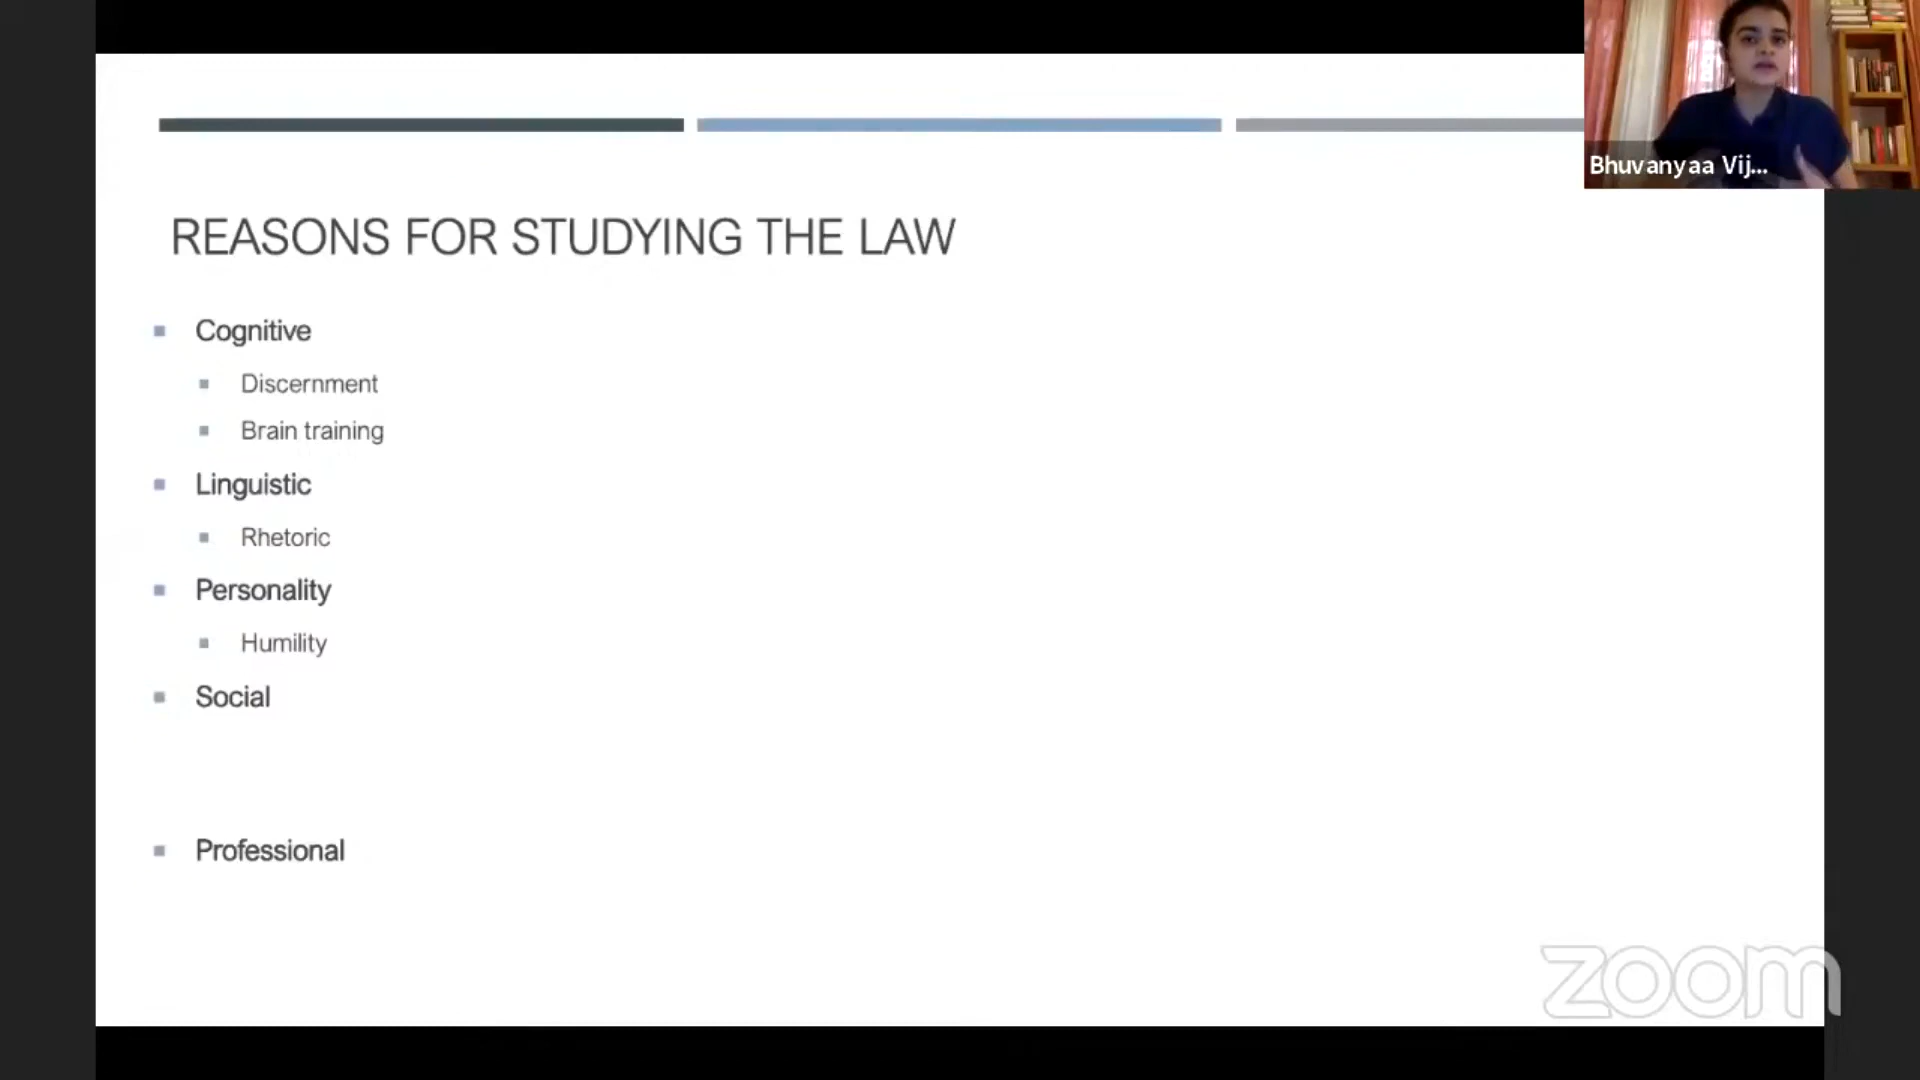 Bhuvanyaa Vij...
REASONS FOR STUDYING THE LAW
Cognitive
Discernment
Brain training
Linguistic
Rhetoric
Personality
Humility
Social
Professional
zoom